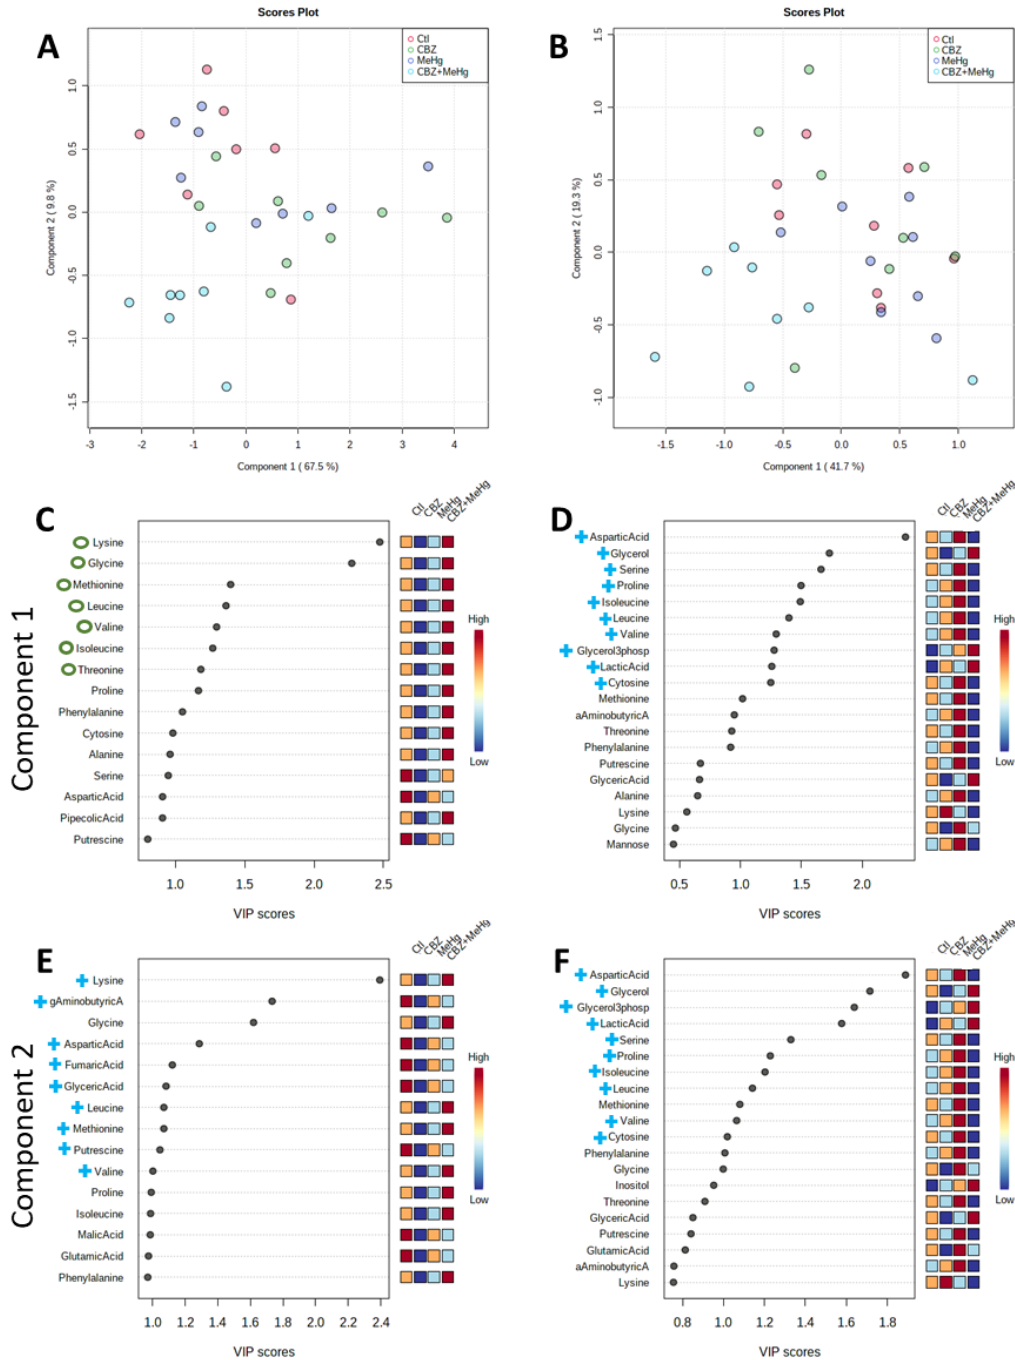 Scores Plot
A
Ctl
CBZ
MeHg
CBZ+MeHg
Component 2 ( 9.8 %)
1.0
0.5
0.0
-0.5
-1.0
-1.5
-3 -2 -1 0 1 2 3 4
Component 1 ( 67.5 %)
Scores Plot
B
Ctl
CBZ
MeHg
CBZ+MeHg
Component 2 ( 19.3 %)
1.5
1.0
0.5
0.0
-0.5
-1.0
-1.5 -1.0 -0.5 0.0 0.5 1.0
Component 1 ( 41.7 %)
Component 1
C
Ctl CBZ MeHg CBZ+MeHg
Lysine
Glycine
Methionine
Leucine
Valine
Isoleucine
Threonine
Proline
Phenylalanine
Cytosine
Alanine
Serine
AsparticAcid
PipecolicAcid
Putrescine
High
Low
1.0 1.5 2.0 2.5
VIP scores
D
Ctl CBZ MeHg CBZ+MeHg
AsparticAcid
Glycerol
Serine
Proline
Isoleucine
Leucine
Valine
Glycerol3phosp
LacticAcid
Cytosine
Methionine
aAminobutyricA
Threonine
Phenylalanine
Putrescine
GlycericAcid
Alanine
Lysine
Glycine
Mannose
High
Low
0.5 1.0 1.5 2.0
VIP scores
Component 2
E
Ctl CBZ MeHg CBZ+MeHg
Lysine
gAminobutyricA
Glycine
AsparticAcid
FumaricAcid
GlycericAcid
Leucine
Methionine
Putrescine
Valine
Proline
Isoleucine
MalicAcid
GlutamicAcid
Phenylalanine
High
Low
1.0 1.2 1.4 1.6 1.8 2.0 2.2 2.4
VIP scores
F
Ctl CBZ MeHg CBZ+MeHg
AsparticAcid
Glycerol
Glycerol3phosp
LacticAcid
Serine
Proline
Isoleucine
Leucine
Methionine
Valine
Cytosine
Phenylalanine
Glycine
Inositol
Threonine
GlycericAcid
Putrescine
GlutamicAcid
aAminobutyricA
Lysine
High
Low
0.8 1.0 1.2 1.4 1.6 1.8
VIP scores